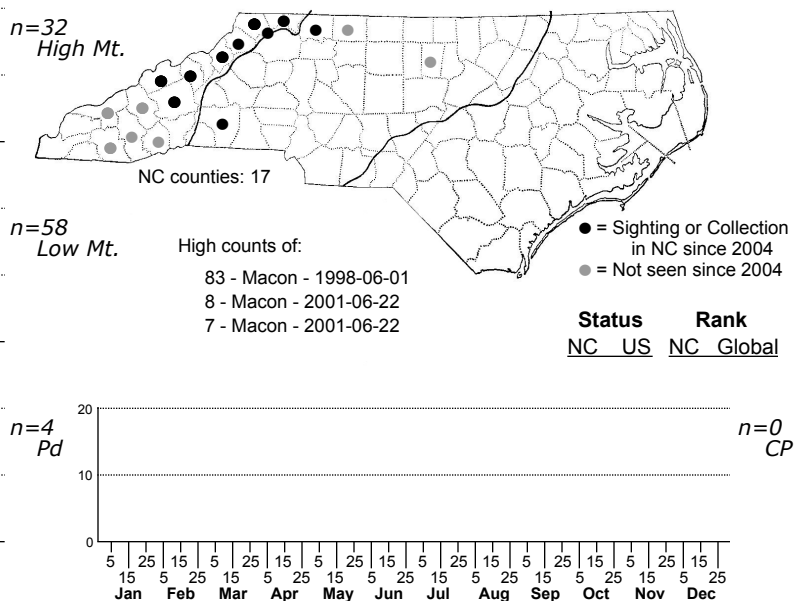 n=32
High Mt.
NC counties: 17
n=58
Low Mt.
High counts of:
83 - Macon - 1998-06-01
8 - Macon - 2001-06-22
7 - Macon - 2001-06-22
= Sighting or Collection
in NC since 2004
= Not seen since 2004
Status Rank
NC US NC Global
n=4
Pd
20
10
0
n=0
CP
5 25 5 25 5 25 5 25 5 25 5 25
15 5 15 25 15 5 15 25 15 5 15 25 15 5 15 25 15 5 15 25 15 5 15 25
Jan Feb Mar Apr May Jun Jul Aug Sep Oct Nov Dec